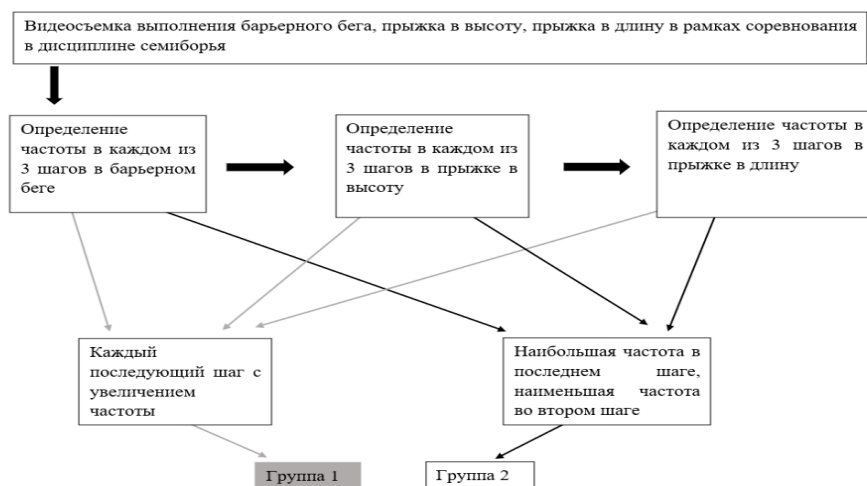 Видеосъемка выполнения барьерного бега, прыжка в высоту, прыжка в длину в рамках соревнования
в дисциплине семиборья
Определение
частоты в каждом из
3 шагов в барьерном
беге
Определение
частоты в каждом из
3 шагов в прыжке в
высоту
Определение частоты в
каждом из 3 шагов в
прыжке в длину
Каждый
последующий шаг с
увеличением
частоты
Наибольшая частота в
последнем шаге,
наименьшая частота
во втором шаге
Группа 1
Группа 2